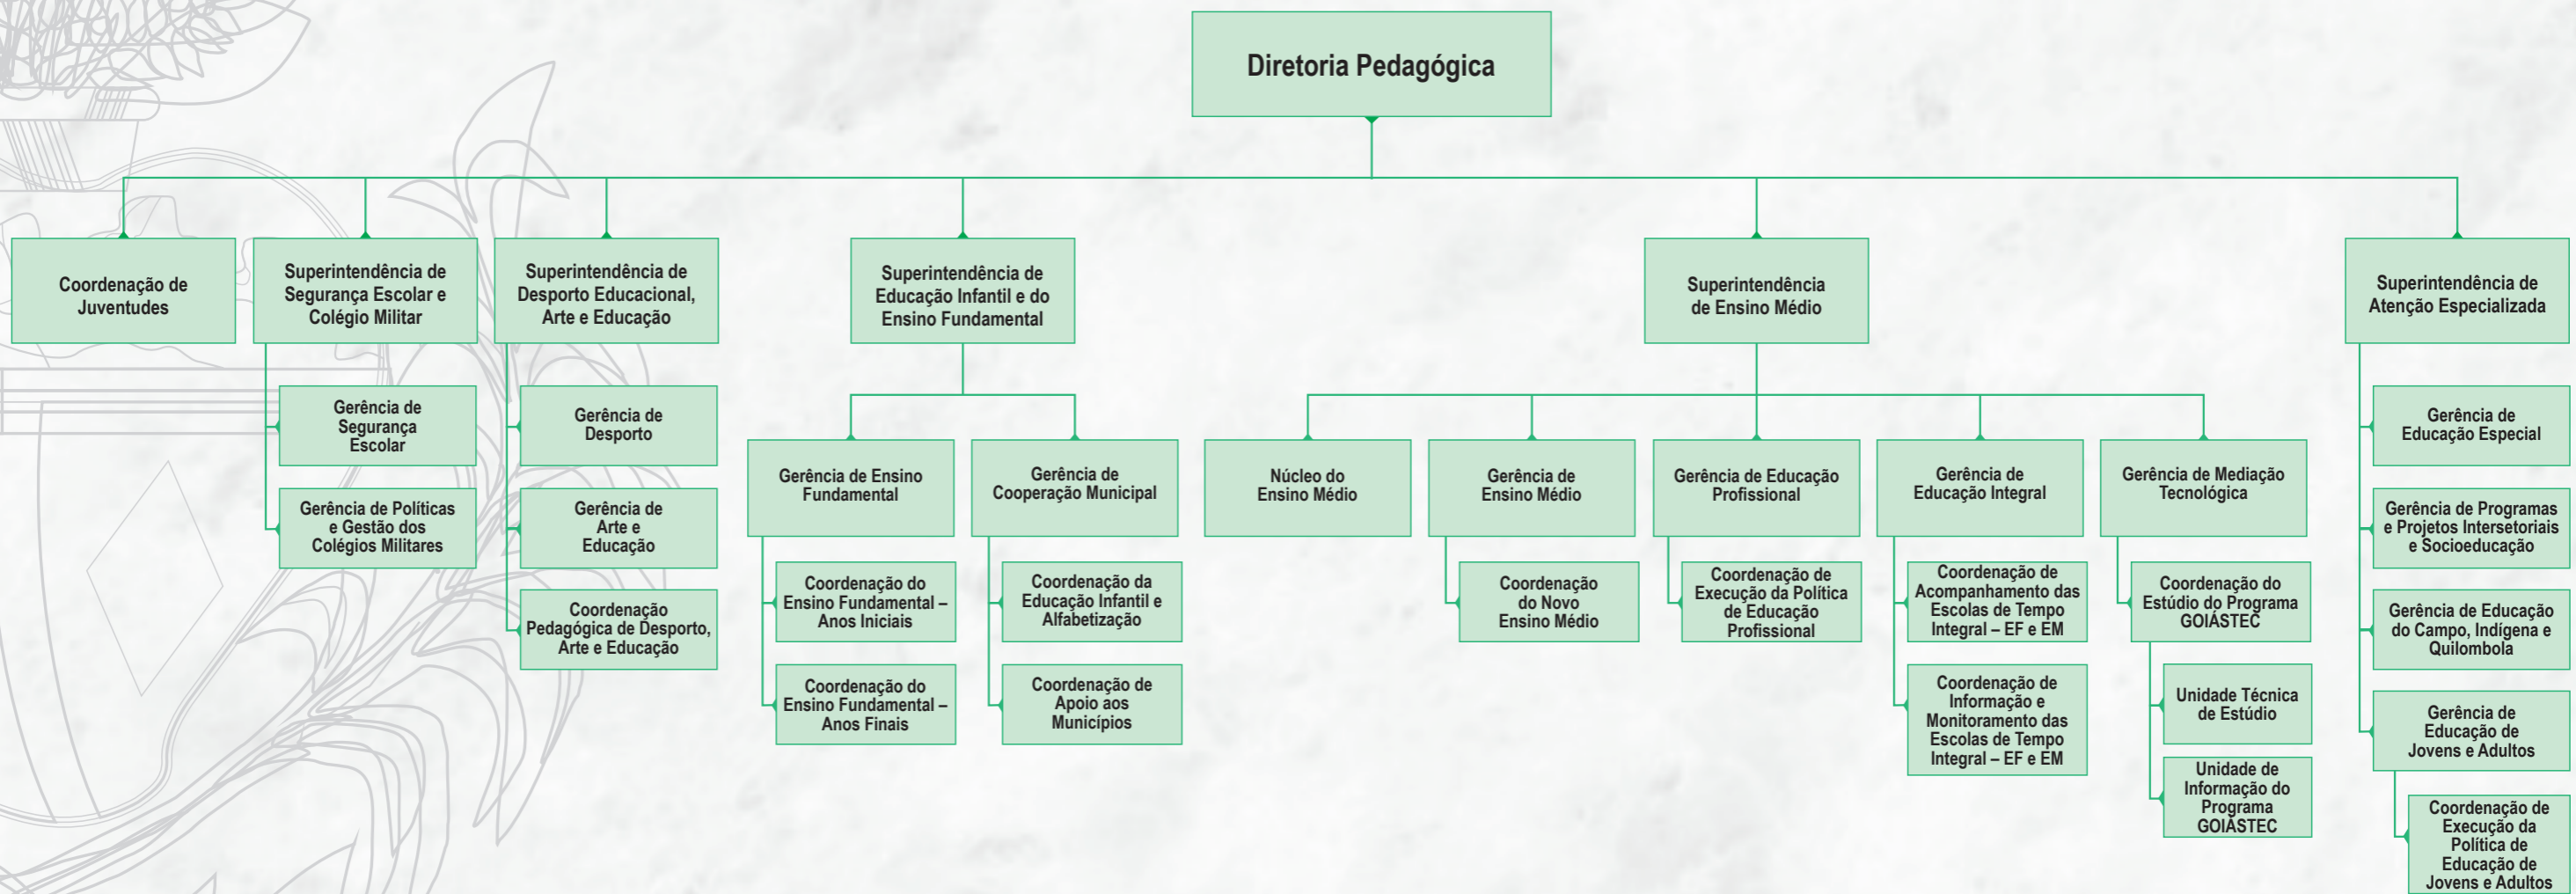 Diretoria Pedagógica
Coordenação de
Juventudes
Superintendência de
Segurança Escolar e
Colégio Militar
Gerência de
Segurança
Escolar
Gerência de Políticas
e Gestão dos
Colégios Militares
Superintendência de
Desporto Educacional,
Arte e Educação
Gerência de
Desporto
Gerência de
Arte e
Educação
Coordenação
Pedagógica de Desporto,
Arte e Educação
Superintendência de
Educação Infantil e do
Ensino Fundamental
Gerência de Ensino
Fundamental
Coordenação do
Ensino Fundamental –
Anos Iniciais
Coordenação do
Ensino Fundamental –
Anos Finais
Gerência de
Cooperação Municipal
Coordenação da
Educação Infantil e
Alfabetização
Coordenação de
Apoio aos
Municípios
Superintendência
de Ensino Médio
Núcleo do
Ensino Médio
Gerência de
Ensino Médio
Coordenação
do Novo
Ensino Médio
Gerência de Educação
Profissional
Coordenação de
Execução da Política
de Educação
Profissional
Gerência de
Educação Integral
Coordenação de
Acompanhamento das
Escolas de Tempo
Integral – EF e EM
Coordenação de
Informação e
Monitoramento das
Escolas de Tempo
Integral – EF e EM
Gerência de Mediação
Tecnológica
Coordenação do
Estúdio do Programa
GOIÁSTEC
Unidade Técnica
de Estúdio
Unidade de
Informação do
Programa
GOIÁSTEC
Superintendência de
Atenção Especializada
Gerência de
Educação Especial
Gerência de Programas
e Projetos Intersetoriais
e Socioeducação
Gerência de Educação
do Campo, Indígena e
Quilombola
Gerência de
Educação de
Jovens e Adultos
Coordenação de
Execução da
Política de
Educação de
Jovens e Adultos